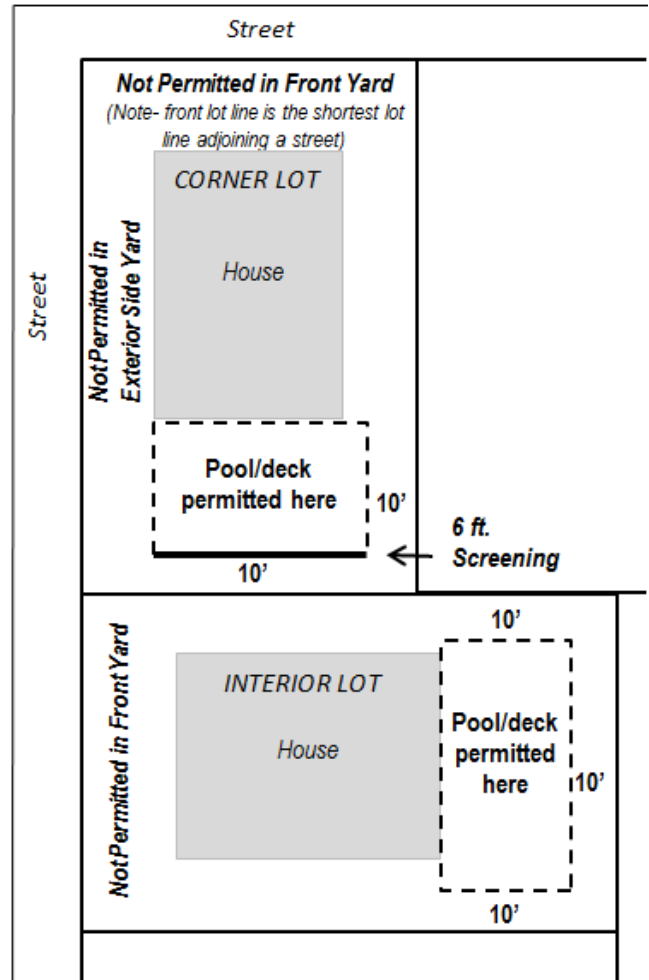 Street
Not Permitted in Front Yard
(Note- front lot line is the shortest lot
line adjoining a street)
CORNER LOT
House
Street
Not Permitted in
Exterior Side Yard
Pool/deck
permitted here
10’
6 ft.
Screening
10’
10’
INTERIOR LOT
House
Not Permitted in Front Yard
Pool/deck
permitted
here
10’
10’